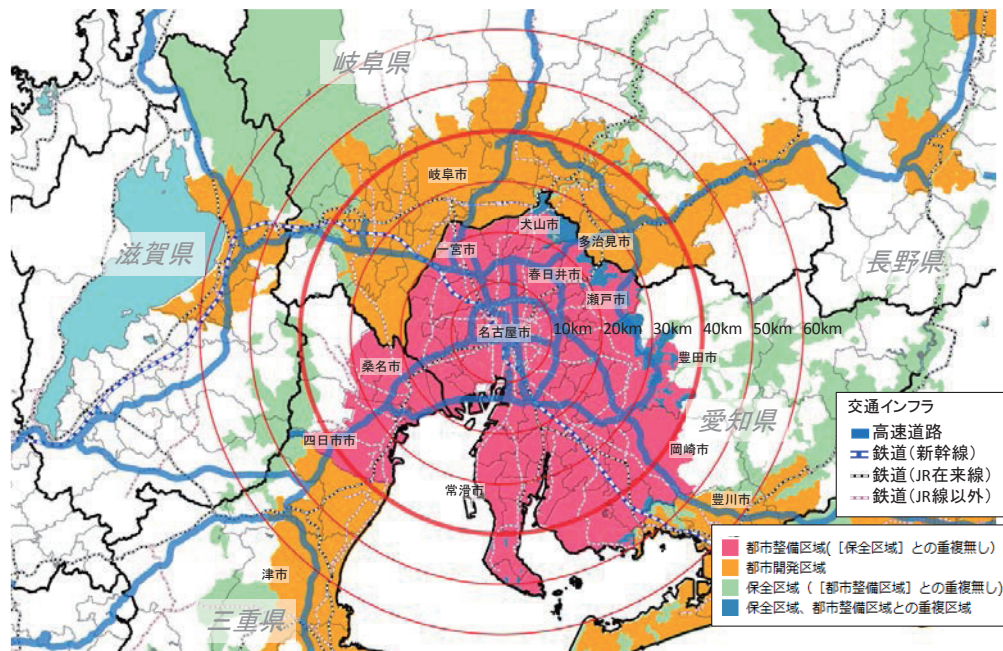 岐阜県
岐阜市
犬山市
一宮市
多治見市
滋賀県
春日井市
長野県
瀬戸市
名古屋市
10km 20km 30km 40km 50km 60km
桑名市
豊田市
愛知県
四日市市
岡崎市
常滑市
豊川市
津市
三重県
交通インフラ
高速道路
鉄道(新幹線)
鉄道(JR在来線)
鉄道(JR線以外)
都市整備区域(［保全区域］との重複無し)
都市開発区域
保全区域（［都市整備区域］との重複無し)
保全区域、都市整備区域との重複区域